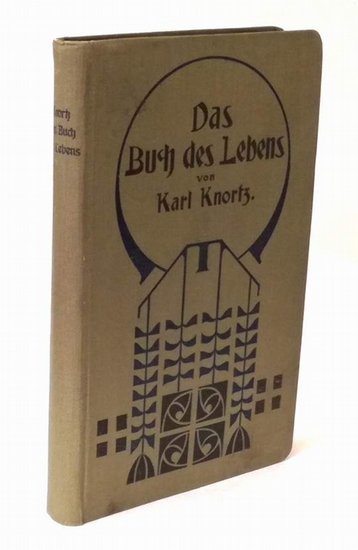 Das
Buch des Lebens
von
Karl Knortz.
Knortz
Buch
Lebens